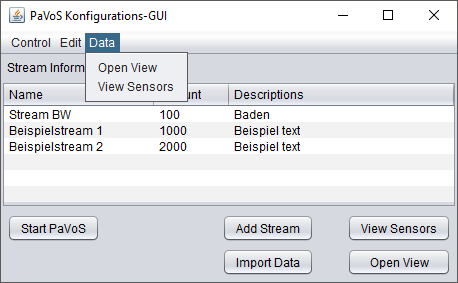 PaVoS Konfigurations-GUI
Control Edit Data
Open View
View Sensors
Stream Inform
Name unt Descriptions
Stream BW 100 Baden
Beispielstream 1 1000 Beispiel text
Beispielstream 2 2000 Beispiel text
Start PaVoS Add Stream View Sensors
Import Data Open View